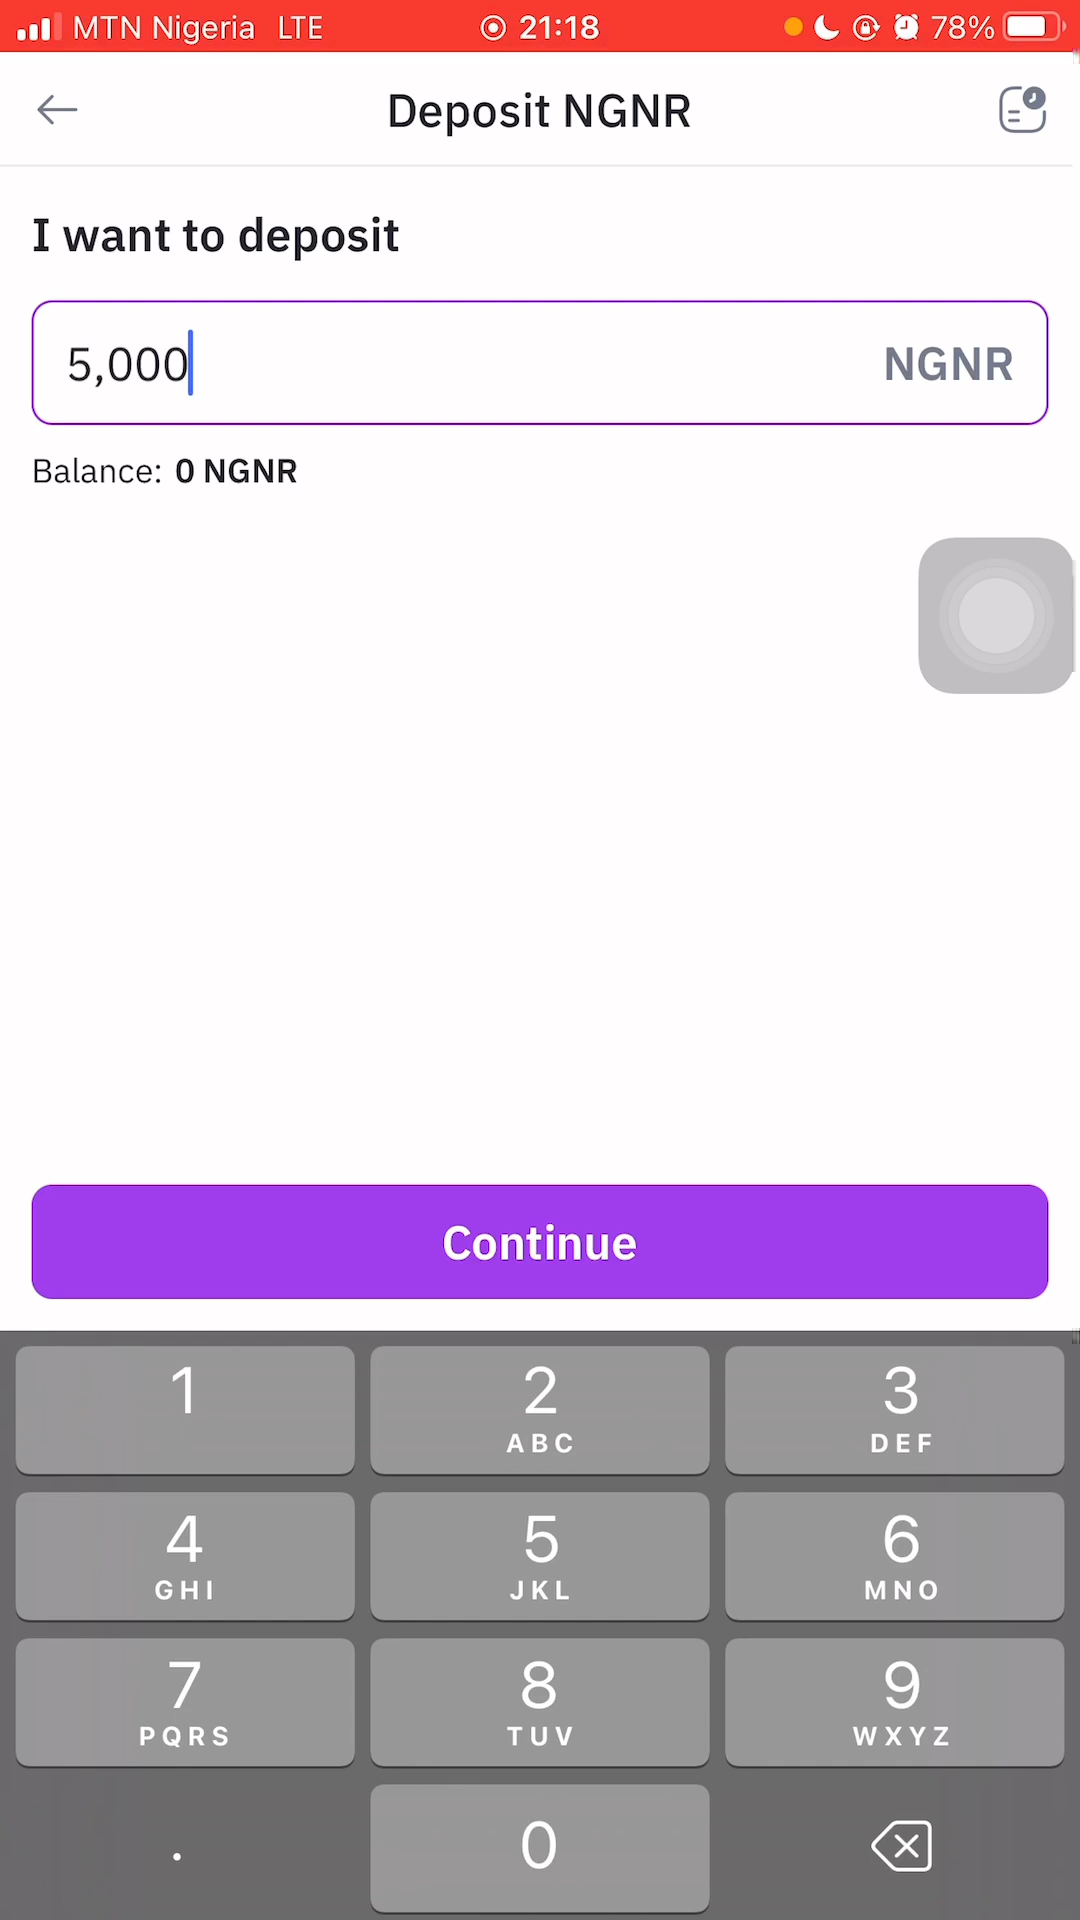 MTN Nigeria LTE 21:18 78%
Deposit NGNR
I want to deposit
5,000 NGNR
Balance: 0 NGNR
Continue
1 2 3
ABC DEF
4 5 6
GHI JKL MNO
7 8 9
PQRS TUV WXYZ
. 0